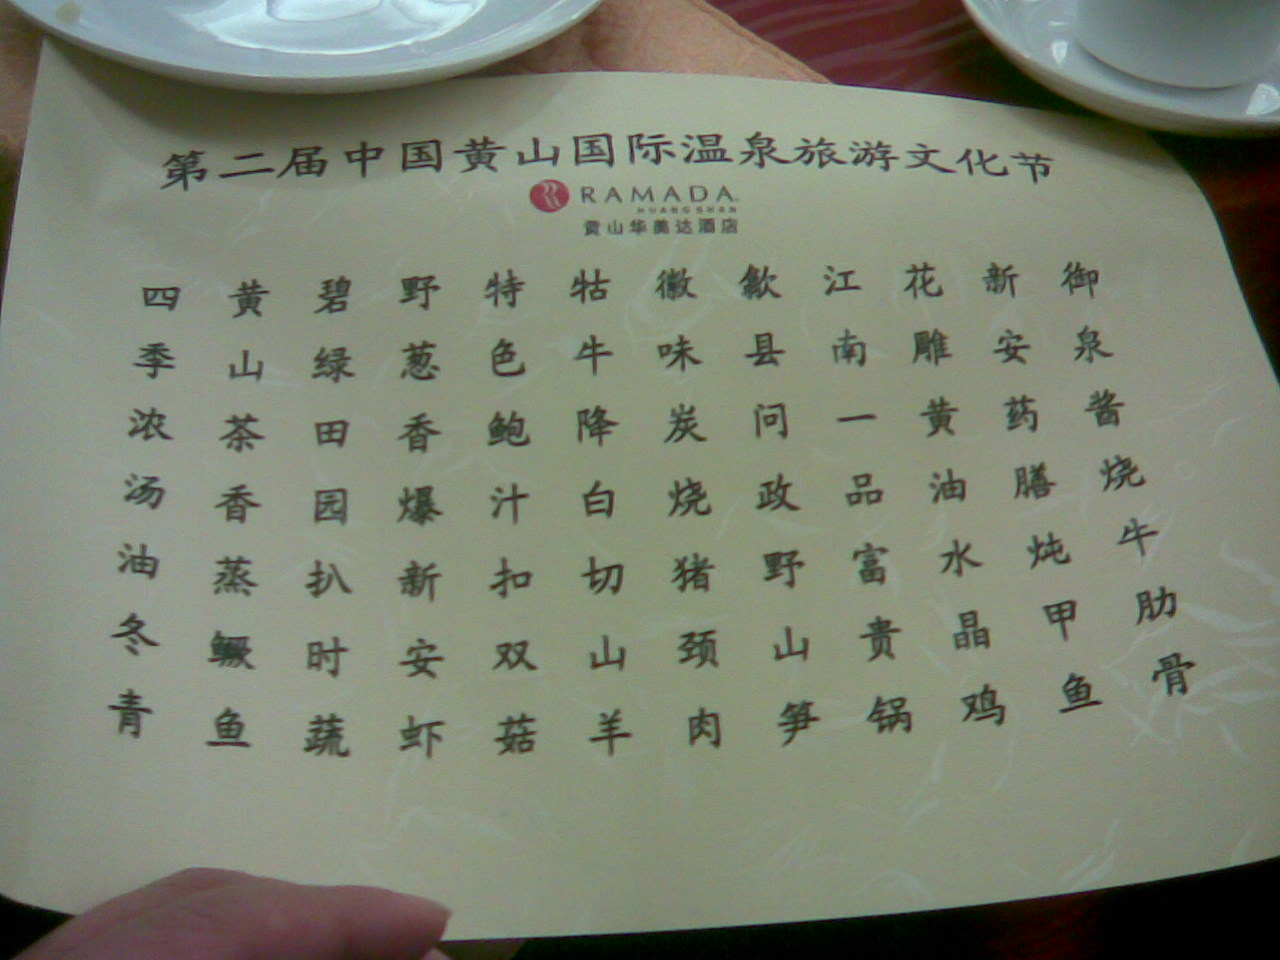 第二届中国黄山国际温泉旅游文化节
RAMADA
HUANG SHAN
黄山华美达酒店
御泉酱烧牛肋骨
新安药膳炖甲鱼
花雕黄油水晶鸡
江南一品富贵锅
歙县问政野山笋
徽味炭烧猪颈肉
牯牛降白切山羊
特色鲍汁扣双菇
野葱香爆新安虾
碧绿田园扒时蔬
黄山茶香蒸鳜鱼
四季浓汤油冬青